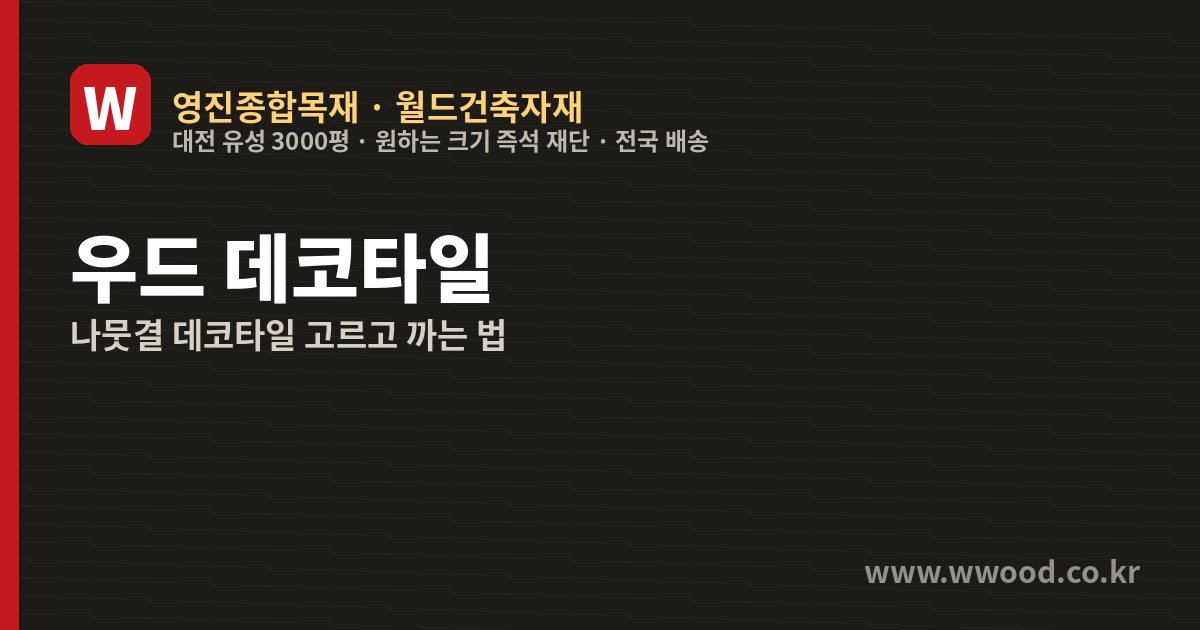 W
영진종합목재 · 월드건축자재
대전 유성 3000평 · 원하는 크기 즉석 재단 · 전국 배송
우드 데코타일
나뭇결 데코타일 고르고 까는 법
www.wwood.co.kr